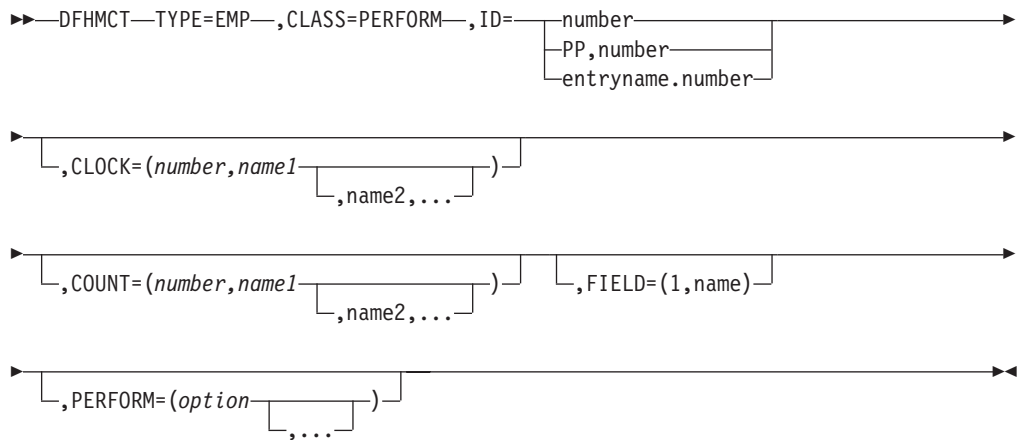 DFHMCT TYPE=EMP ,CLASS=PERFORM ,ID= number
PP,number
entryname.number
,CLOCK=(number,name1 )
,name2,...
,COUNT=(number,name1 ) ,FIELD=(1,name)
,name2,...
,PERFORM=(option )
,...